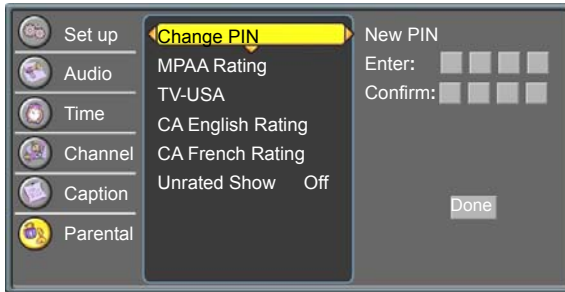 Set up
Audio
Time
Channel
Caption
Parental
Change PIN
MPAA Rating
TV-USA
CA English Rating
CA French Rating
Unrated Show Off
New PIN
Enter:
Confirm:
Done